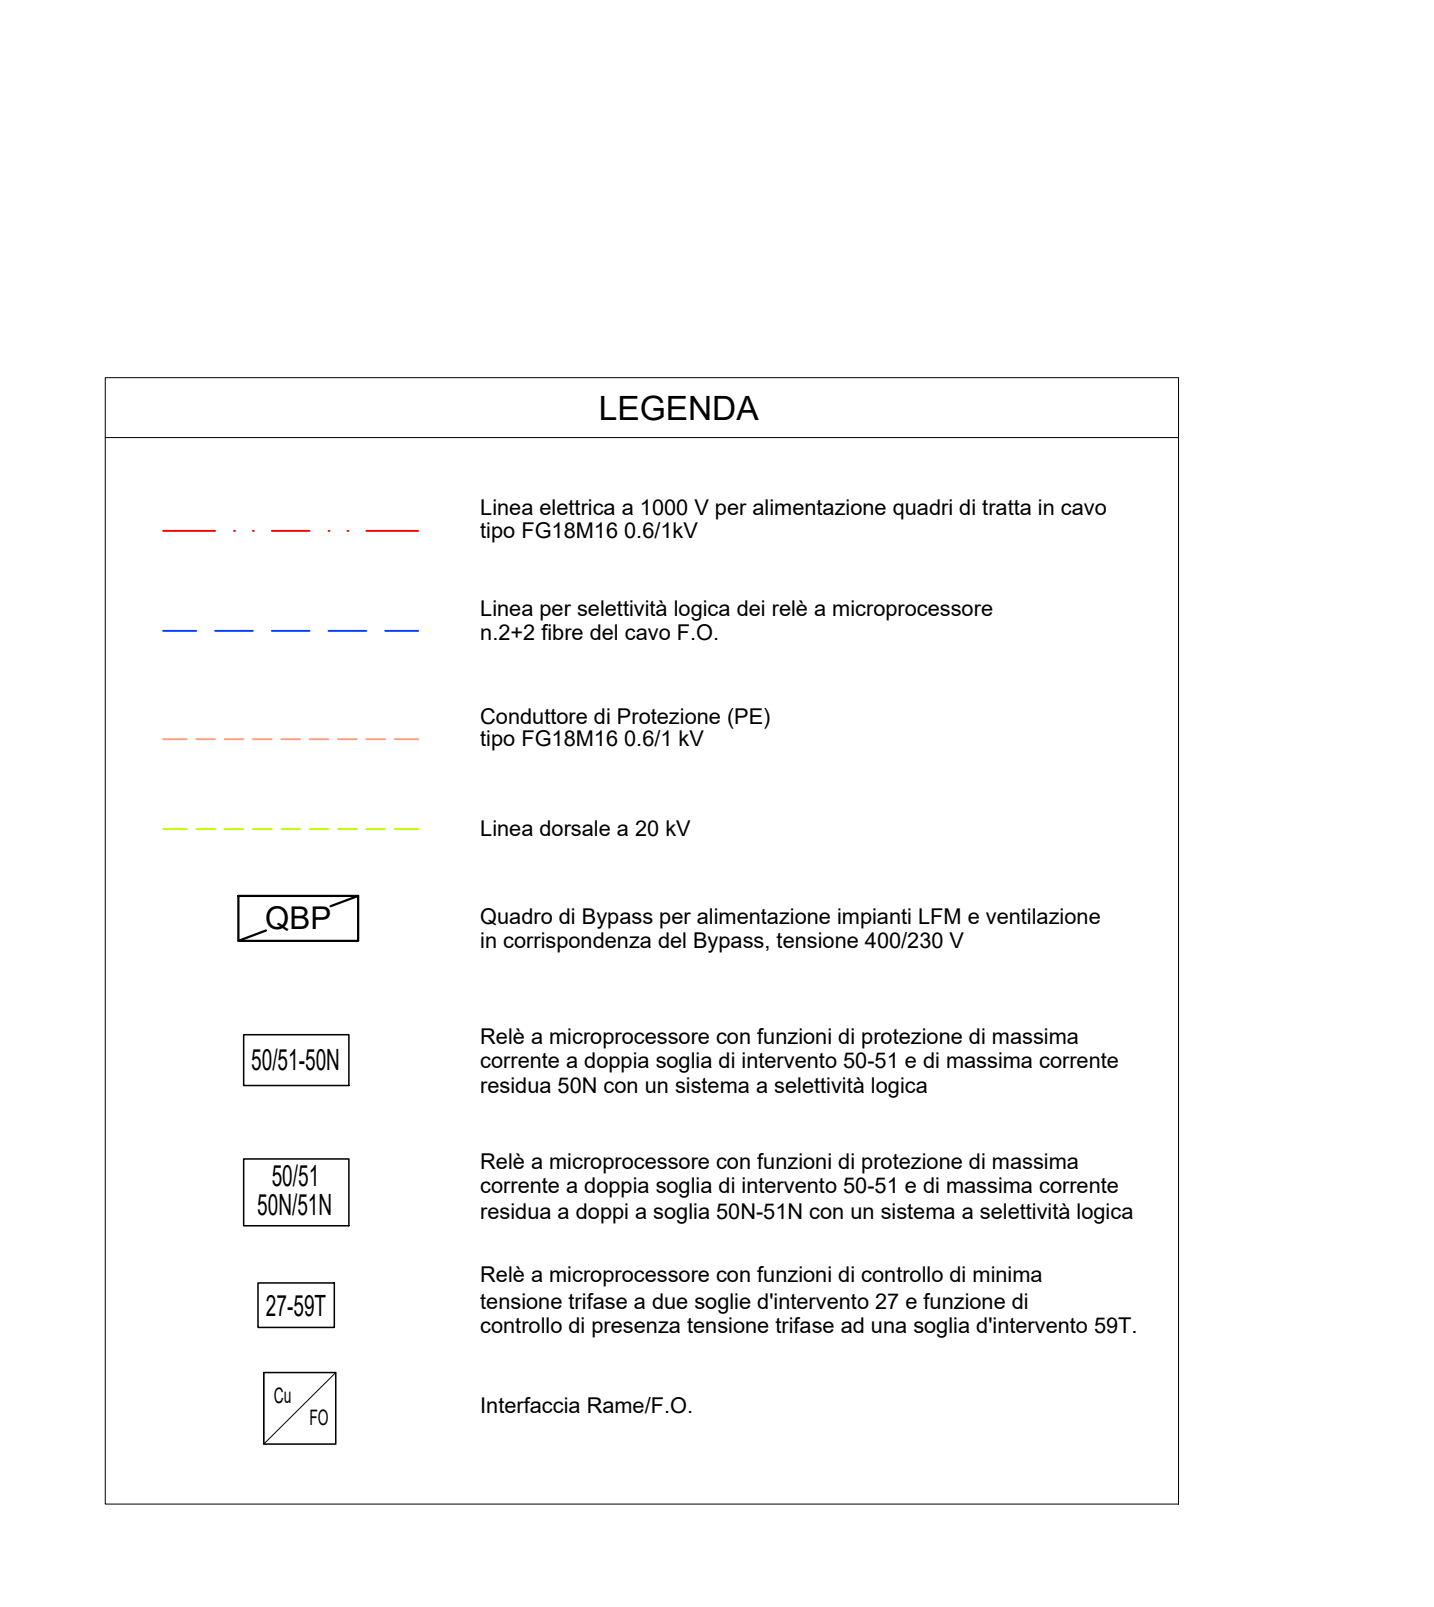 LEGENDA
Linea elettrica a 1000 V per alimentazione quadri di tratta in cavo
tipo FG18M16 0.6/1kV
Linea per selettività logica dei relè a microprocessore
n.2+2 fibre del cavo F.O.
Conduttore di Protezione (PE)
tipo FG18M16 0.6/1 kV
Linea dorsale a 20 kV
QBP
Quadro di Bypass per alimentazione impianti LFM e ventilazione
in corrispondenza del Bypass, tensione 400/230 V
50/51-50N
Relè a microprocessore con funzioni di protezione di massima
corrente a doppia soglia di intervento 50-51 e di massima corrente
residua 50N con un sistema a selettività logica
50/51
50N/51N
Relè a microprocessore con funzioni di protezione di massima
corrente a doppia soglia di intervento 50-51 e di massima corrente
residua a doppi a soglia 50N-51N con un sistema a selettività logica
27-59T
Relè a microprocessore con funzioni di controllo di minima
tensione trifase a due soglie d'intervento 27 e funzione di
controllo di presenza tensione trifase ad una soglia d'intervento 59T.
Cu
FO
Interfaccia Rame/F.O.